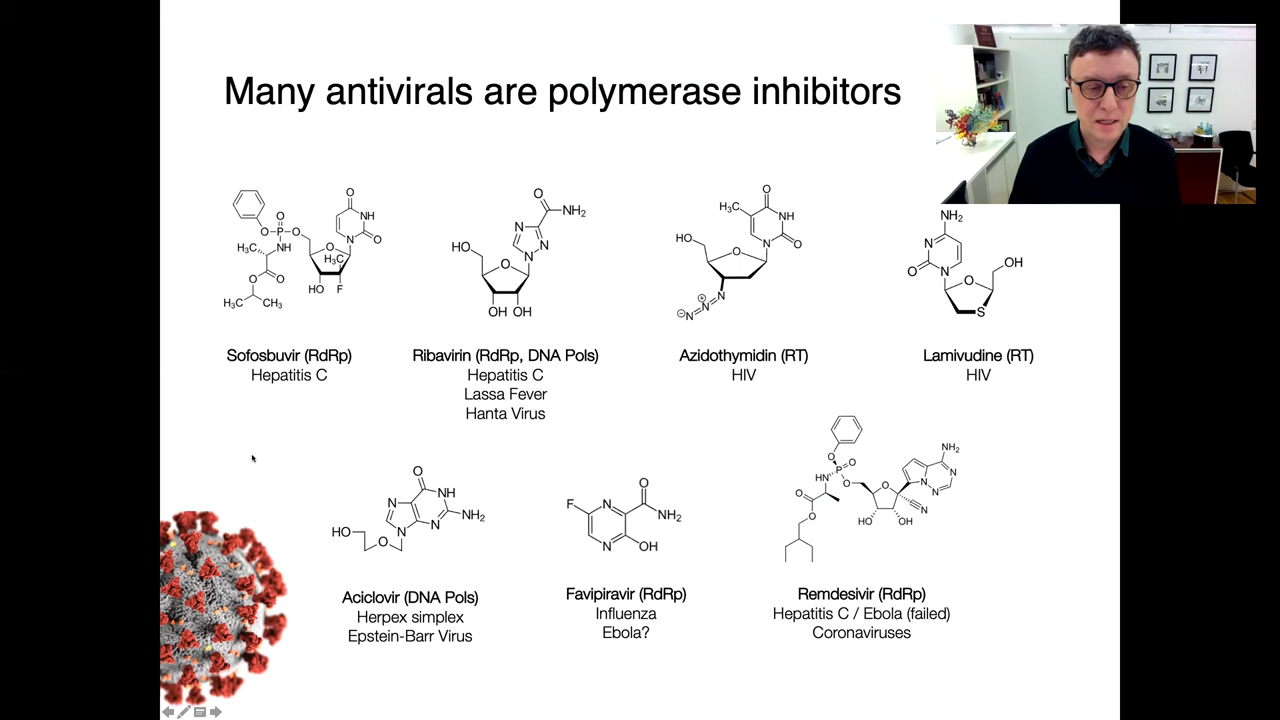 Many antivirals are polymerase inhibitors
Sofosbuvir (RdRp)
Hepatitis C
Ribavirin (RdRp, DNA Pols)
Hepatitis C
Lassa Fever
Hanta Virus
Azidothymidin (RT)
HIV
Lamivudine (RT)
HIV
Aciclovir (DNA Pols)
Herpex simplex
Epstein-Barr Virus
Favipiravir (RdRp)
Influenza
Ebola?
Remdesivir (RdRp)
Hepatitis C / Ebola (failed)
Coronaviruses